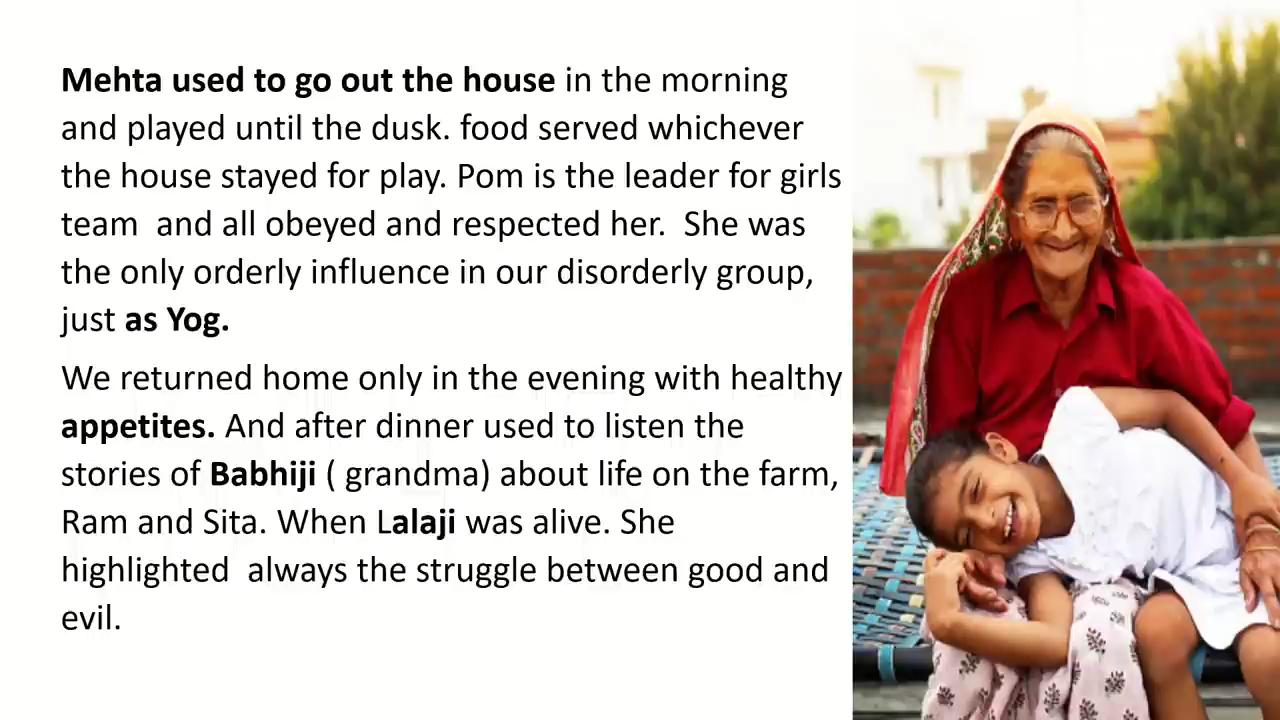 Mehta used to go out the house in the morning
and played until the dusk. food served whichever
the house stayed for play. Pom is the leader for girls
team  and all obeyed and respected her.  She was
the only orderly influence in our disorderly group,
just as Yog.
We returned home only in the evening with healthy
appetites. And after dinner used to listen the
stories of Babhiji ( grandma) about life on the farm,
Ram and Sita. When Lalaji was alive. She
highlighted  always the struggle between good and
evil.